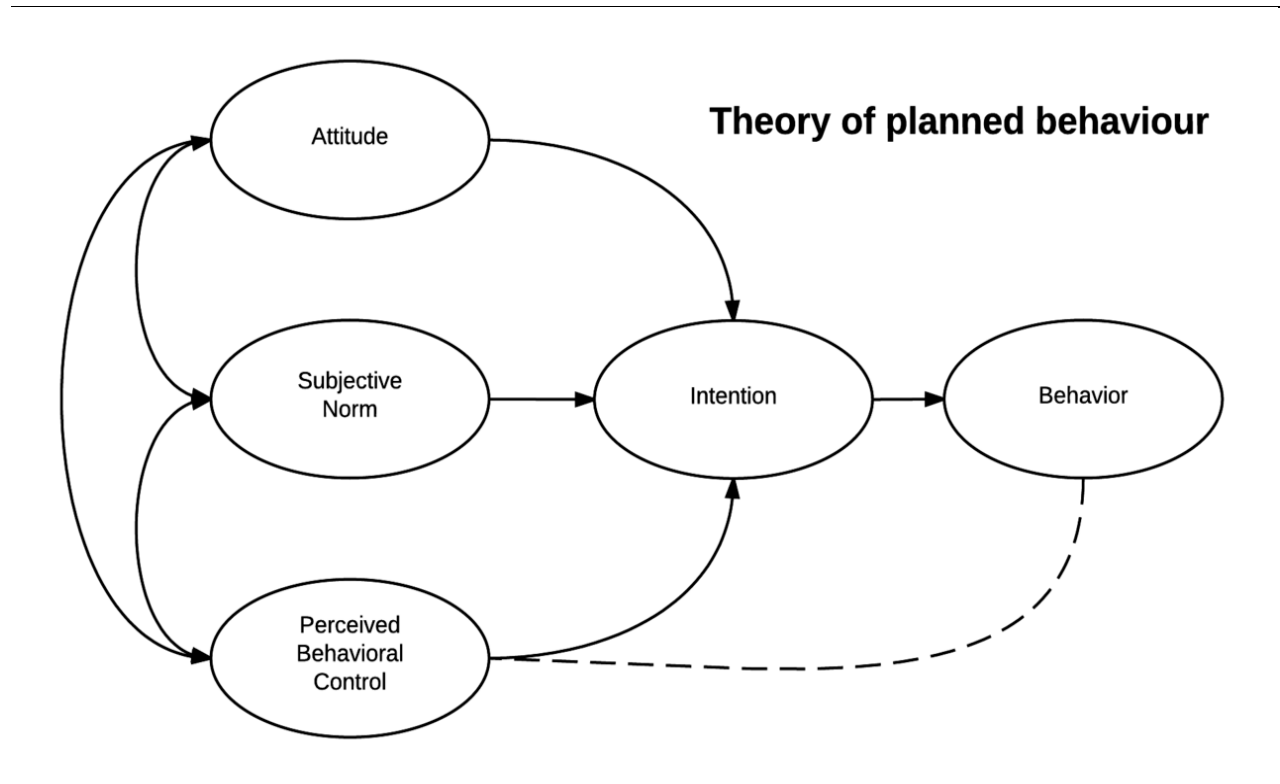 Theory of planned behaviour
Attitude
Subjective
Norm
Intention
Behavior
Perceived
Behavioral
Control